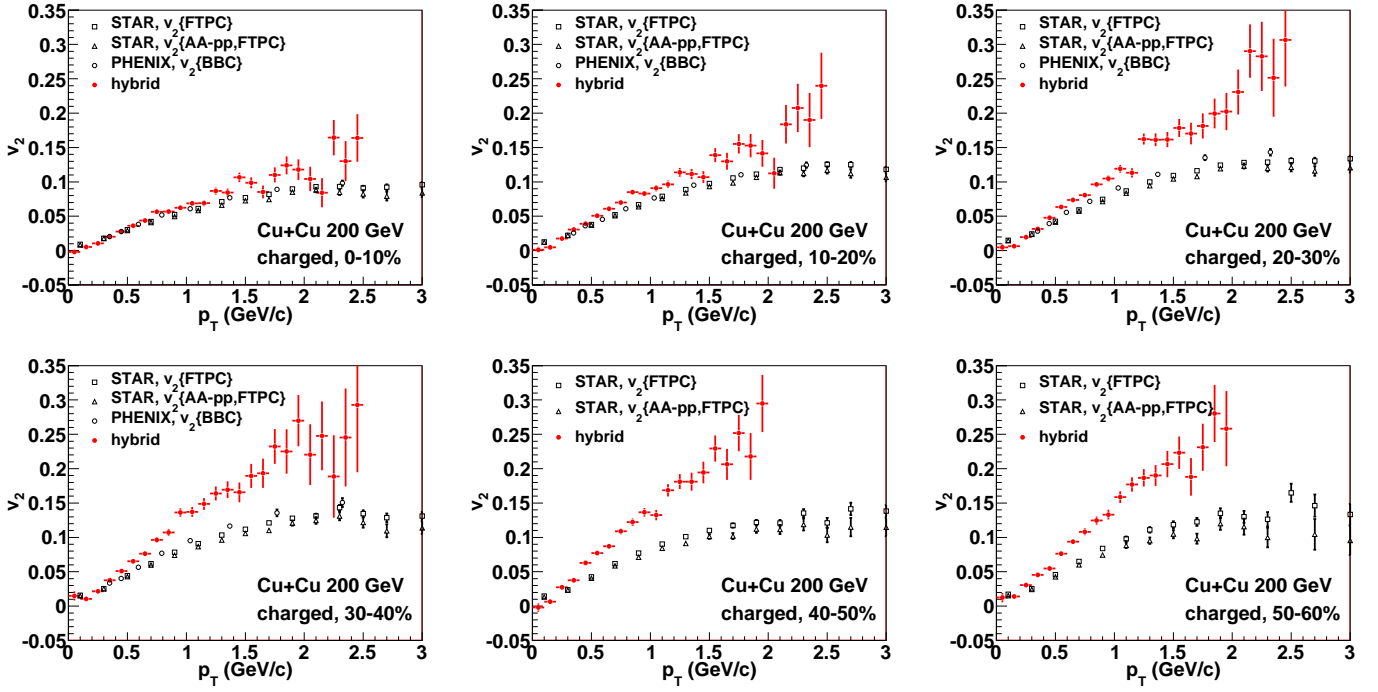 STAR, v2{FTPC}
STAR, v2{AA-pp,FTPC}
PHENIX, v2{BBC}
hybrid
v2
0.35
0.3
0.25
0.2
0.15
0.1
0.05
0
-0.05
Cu+Cu 200 GeV
charged, 0-10%
0 0.5 1 1.5 2 2.5 3
pT (GeV/c)
STAR, v2{FTPC}
STAR, v2{AA-pp,FTPC}
PHENIX, v2{BBC}
hybrid
v2
0.35
0.3
0.25
0.2
0.15
0.1
0.05
0
-0.05
Cu+Cu 200 GeV
charged, 10-20%
0 0.5 1 1.5 2 2.5 3
pT (GeV/c)
STAR, v2{FTPC}
STAR, v2{AA-pp,FTPC}
PHENIX, v2{BBC}
hybrid
v2
0.35
0.3
0.25
0.2
0.15
0.1
0.05
0
-0.05
Cu+Cu 200 GeV
charged, 20-30%
0 0.5 1 1.5 2 2.5 3
pT (GeV/c)
STAR, v2{FTPC}
STAR, v2{AA-pp,FTPC}
PHENIX, v2{BBC}
hybrid
v2
0.35
0.3
0.25
0.2
0.15
0.1
0.05
0
-0.05
Cu+Cu 200 GeV
charged, 30-40%
0 0.5 1 1.5 2 2.5 3
pT (GeV/c)
STAR, v2{FTPC}
STAR, v2{AA-pp,FTPC}
hybrid
v2
0.35
0.3
0.25
0.2
0.15
0.1
0.05
0
-0.05
Cu+Cu 200 GeV
charged, 40-50%
0 0.5 1 1.5 2 2.5 3
pT (GeV/c)
STAR, v2{FTPC}
STAR, v2{AA-pp,FTPC}
hybrid
v2
0.35
0.3
0.25
0.2
0.15
0.1
0.05
0
-0.05
Cu+Cu 200 GeV
charged, 50-60%
0 0.5 1 1.5 2 2.5 3
pT (GeV/c)